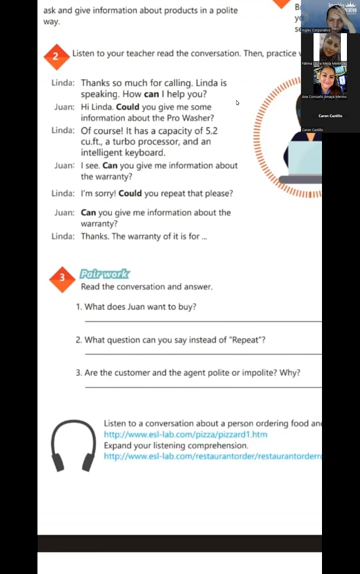 ask and give information about products in a polite
way.
2 Listen to your teacher read the conversation. Then, practice
Linda: Thanks so much for calling. Linda is
speaking. How can I help you?
Juan: Hi Linda. Could you give me some
information about the Pro Washer?
Linda: Of course! It has a capacity of 5.2
cu.ft., a turbo processor, and an
intelligent keyboard.
Juan: I see. Can you give me information about
the warranty?
Linda: I'm sorry! Could you repeat that please?
Juan: Can you give me information about the
warranty?
Linda: Thanks. The warranty of it is for ...
3 Pair work
Read the conversation and answer.
1. What does Juan want to buy?
2. What question can you say instead of "Repeat"?
3. Are the customer and the agent polite or impolite? Why?
Listen to a conversation about a person ordering food an
http://www.esl-lab.com/pizza/pizzard1.htm
Expand your listening comprehension.
http://www.esl-lab.com/restaurantorder/restaurantorder
Caren Castillo
Caren Castillo